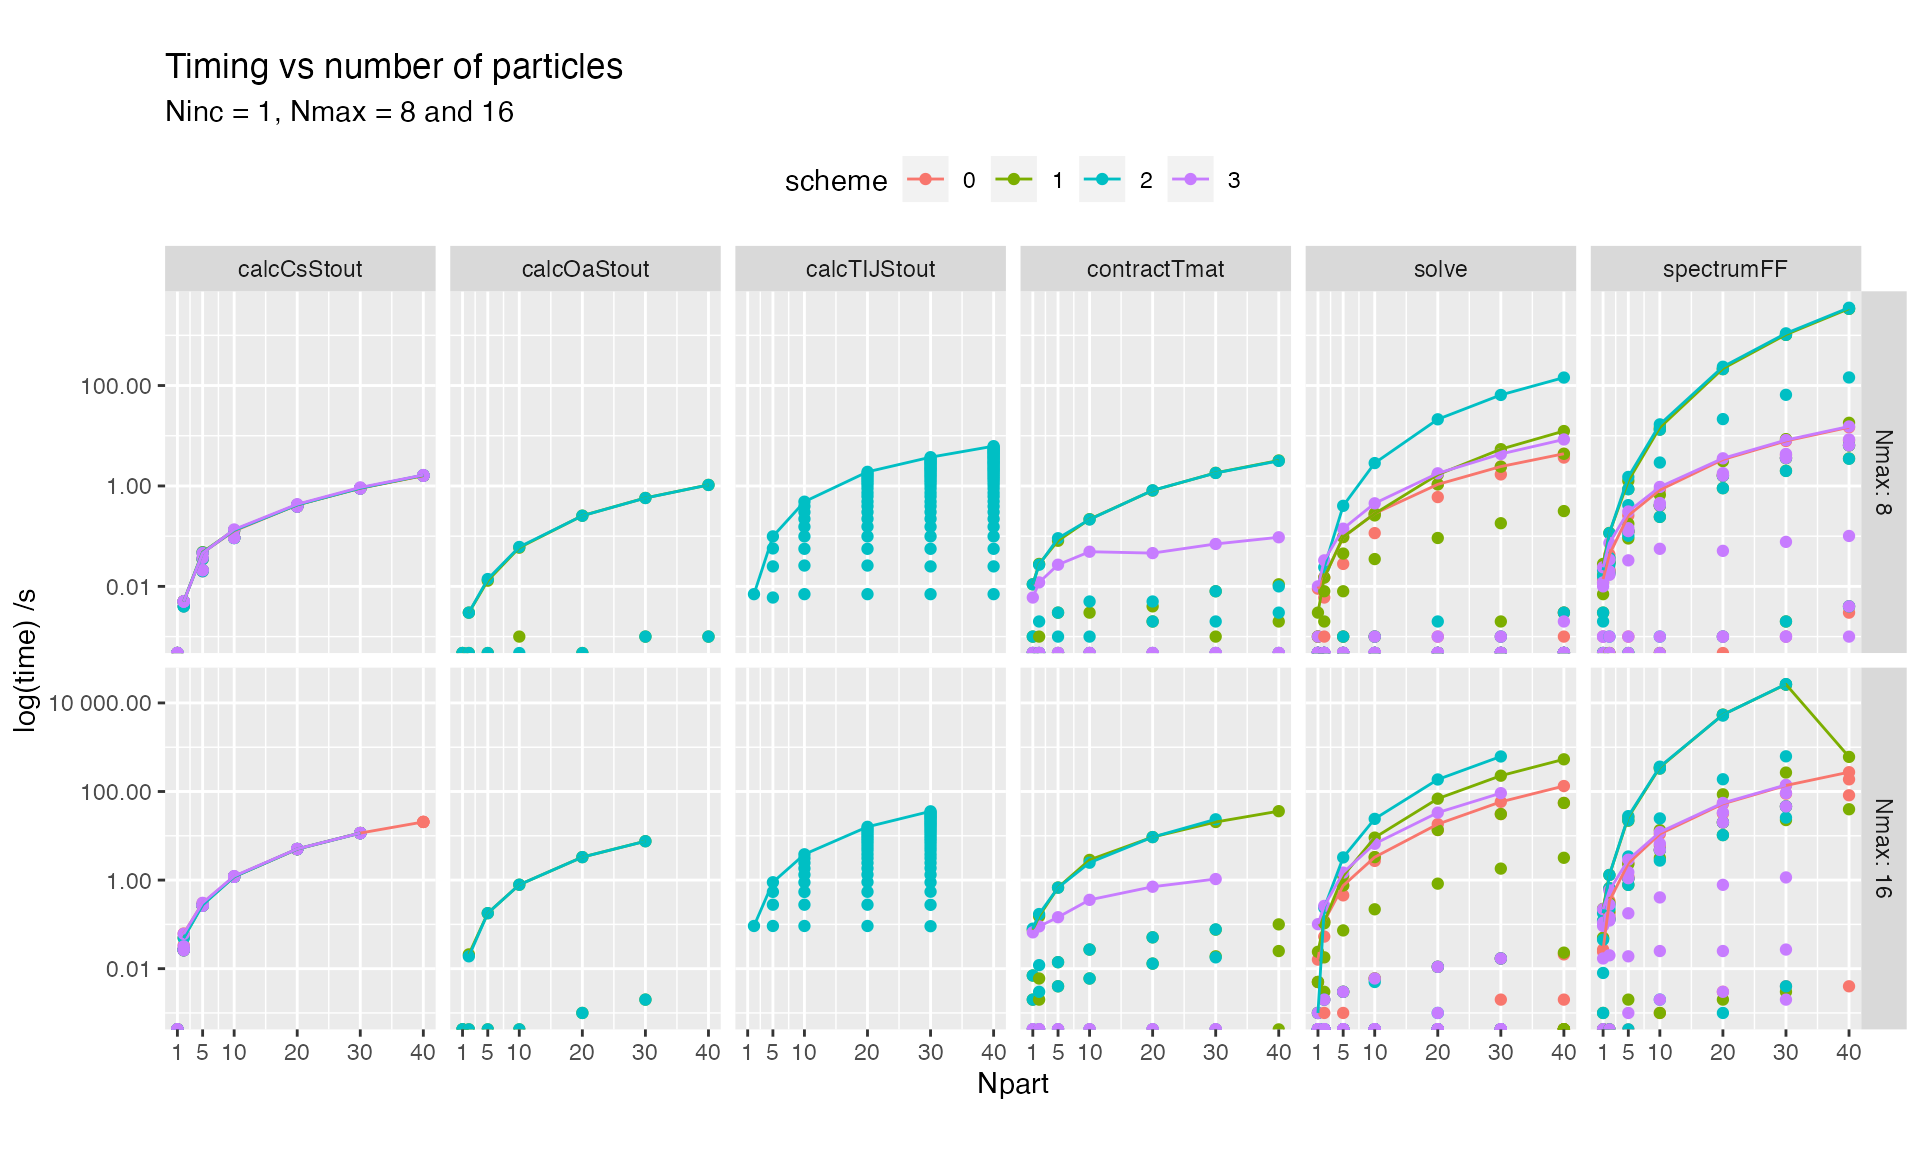 Timing vs number of particles
Ninc = 1, Nmax = 8 and 16
scheme 0 1 2 3
calcCsStout calcOaStout calcTIJStout contractTmat solve spectrumFF
100.00
1.00
0.01
Nmax: 8
log(time) /s
10 000.00
100.00
1.00
0.01
Nmax: 16
1 5 10 20 30 40 1 5 10 20 30 40 1 5 10 20 30 40 1 5 10 20 30 40 1 5 10 20 30 40 1 5 10 20 30 40
Npart